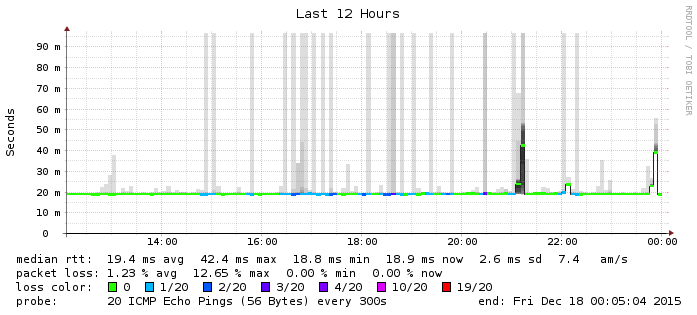 Last 12 Hours
RRDTOOL / TOBI OETIKER
Seconds
90 m
80 m
70 m
60 m
50 m
40 m
30 m
20 m
10 m
0
14:00 16:00 18:00 20:00 22:00 00:00
median rtt: 19.4 ms avg 42.4 ms max 18.8 ms min 18.9 ms now 2.6 ms sd 7.4 am/s
packet loss: 1.23 % avg 12.65 % max 0.00 % min 0.00 % now
loss color: 0 1/20 2/20 3/20 4/20 10/20 19/20
probe: 20 ICMP Echo Pings (56 Bytes) every 300s end: Fri Dec 18 00:05:04 2015